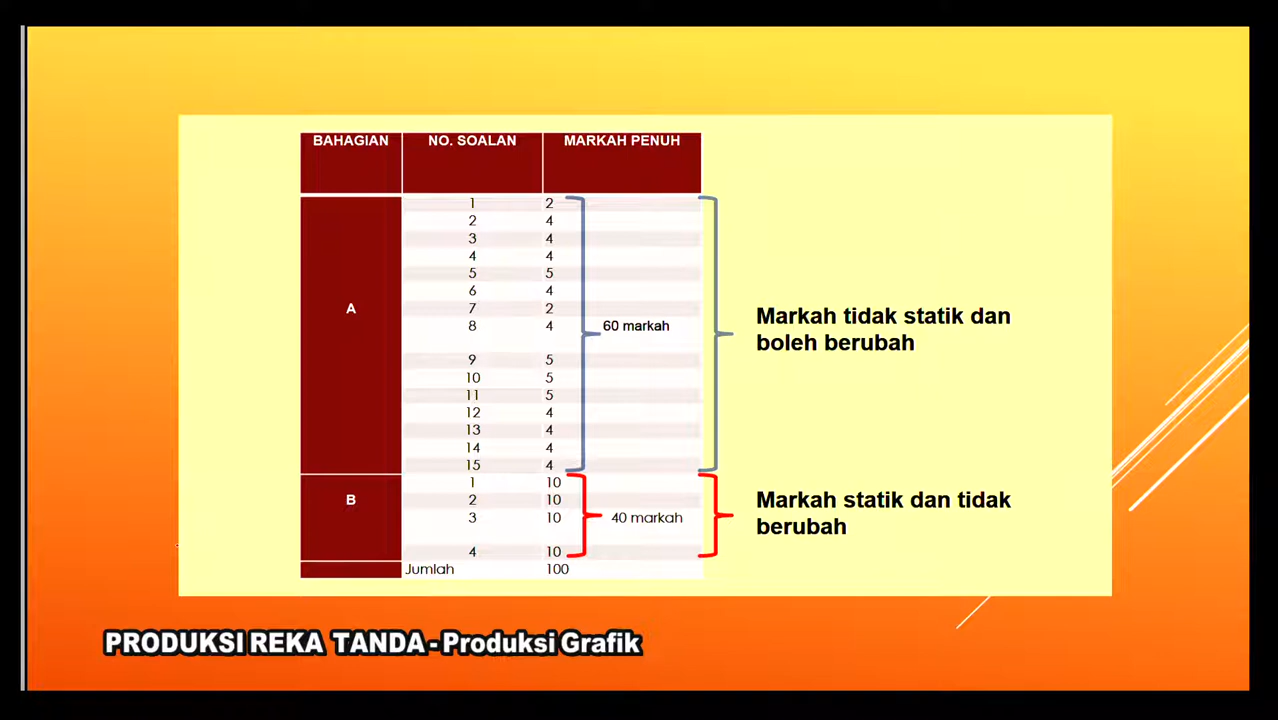 BAHAGIAN NO. SOALAN MARKAH PENUH
1 2
2 4
3 4
4 4
5 5
6 4
A 7 2
8 4 60 markah
Markah tidak statik dan
boleh berubah
9 5
10 5
11 5
12 4
13 4
14 4
15 4
1 10
B 2 10
3 10 40 markah
Markah statik dan tidak
berubah
4 10
Jumlah 100
PRODUKSI REKA TANDA - Produksi Grafik